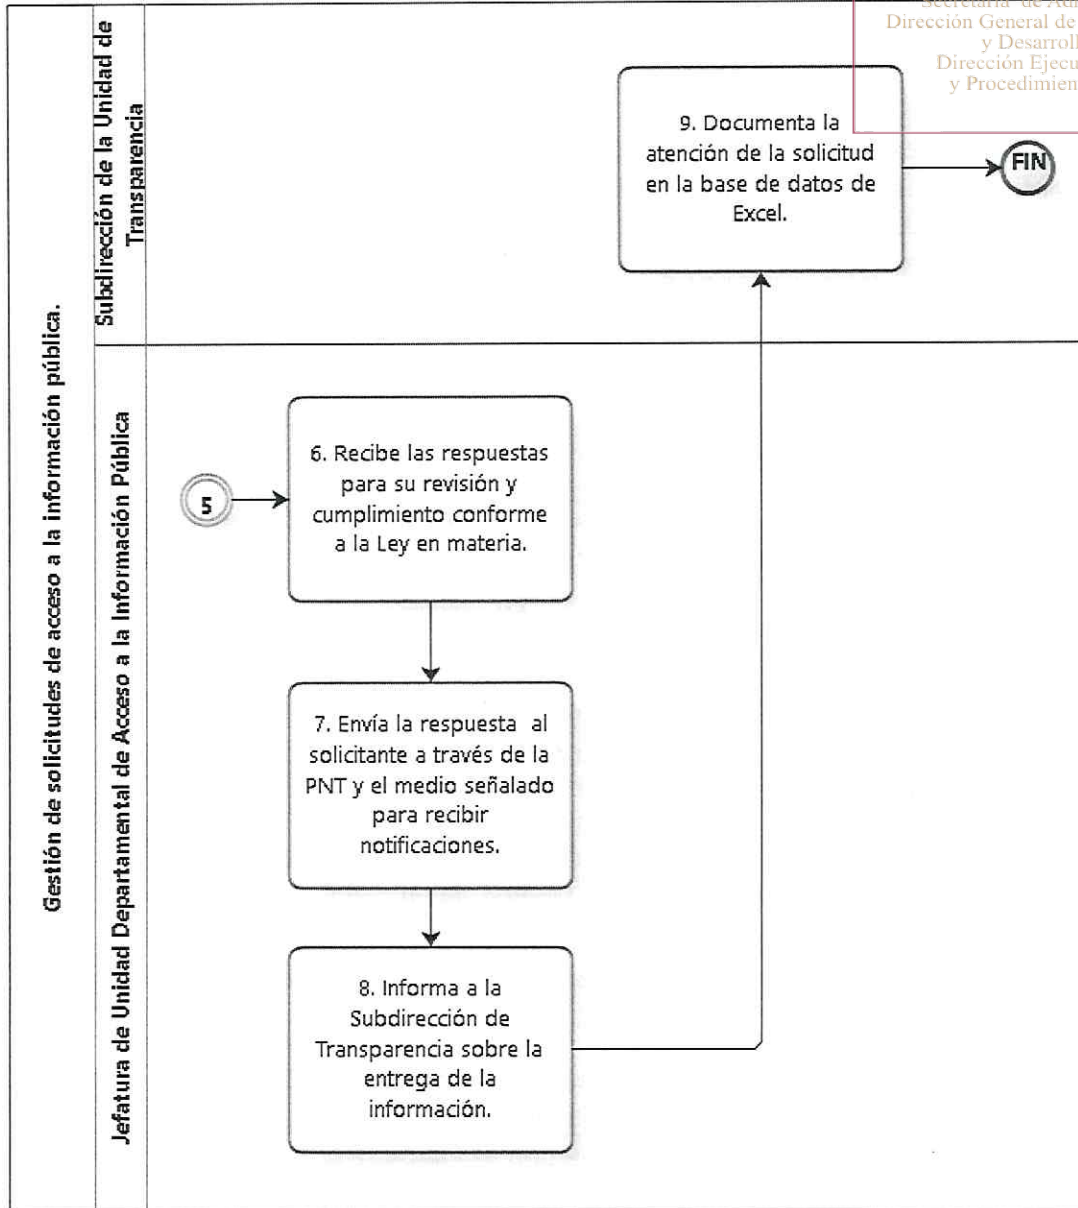 Secretaría de Ad
Dirección General de
y Desarroll
Dirección Ejecu
y Procedimien
Gestión de solicitudes de acceso a la información pública.
Subdirección de la Unidad de
Transparencia
9. Documenta la
atención de la solicitud
en la base de datos de
Excel.
FIN
Jefatura de Unidad Departamental de Acceso a la Información Pública
5
6. Recibe las respuestas
para su revisión y
cumplimiento conforme
a la Ley en materia.
7. Envía la respuesta al
solicitante a través de la
PNT y el medio señalado
para recibir
notificaciones.
8. Informa a la
Subdirección de
Transparencia sobre la
entrega de la
información.